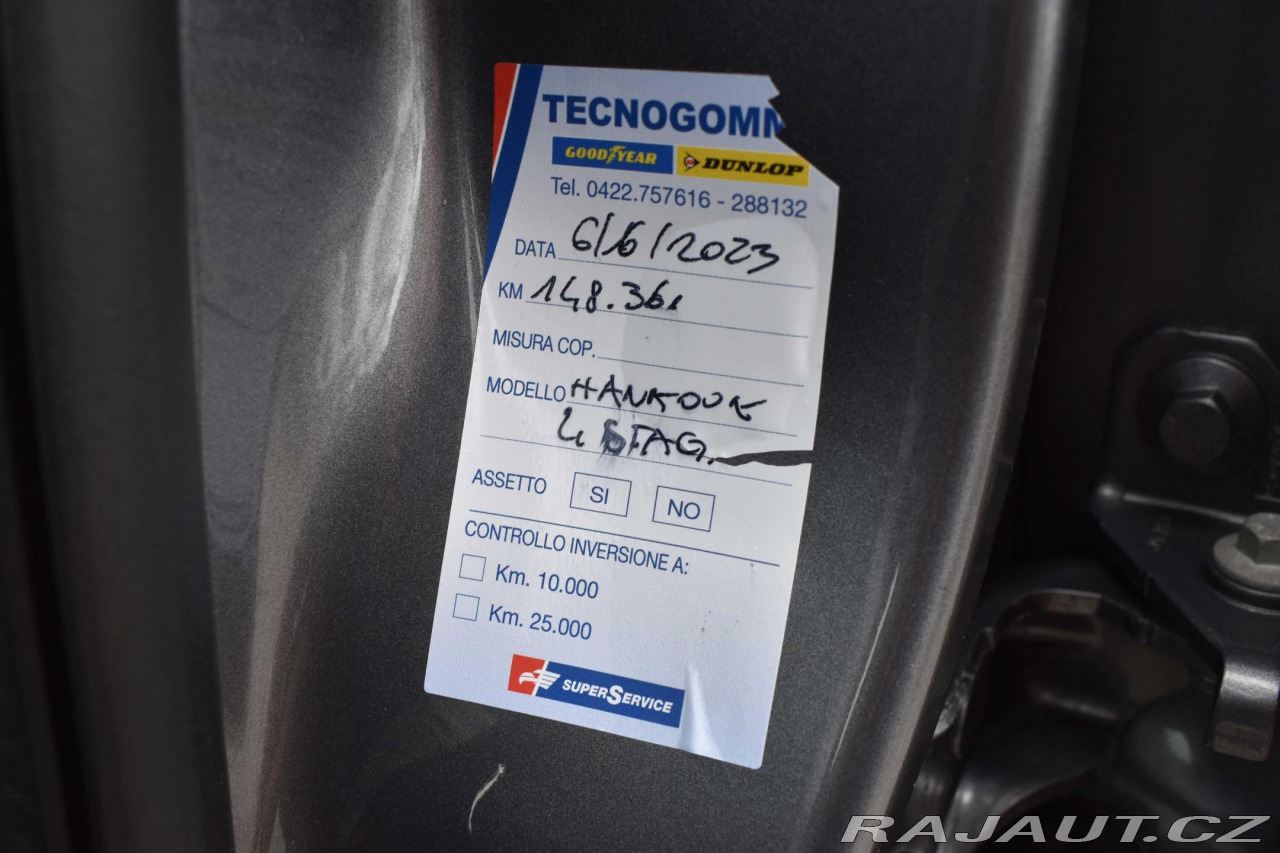 TECNOGOMM
GOODYEAR DUNLOP
Tel. 0422.757616 - 288132
DATA 6/6/2023
KM 148.361
MISURA COP.
MODELLO HANKOOK
4 STAG.
ASSETTO SI NO
CONTROLLO INVERSIONE A:
Km. 10.000
Km. 25.000
SUPERSERVICE
RAJAUT.CZ